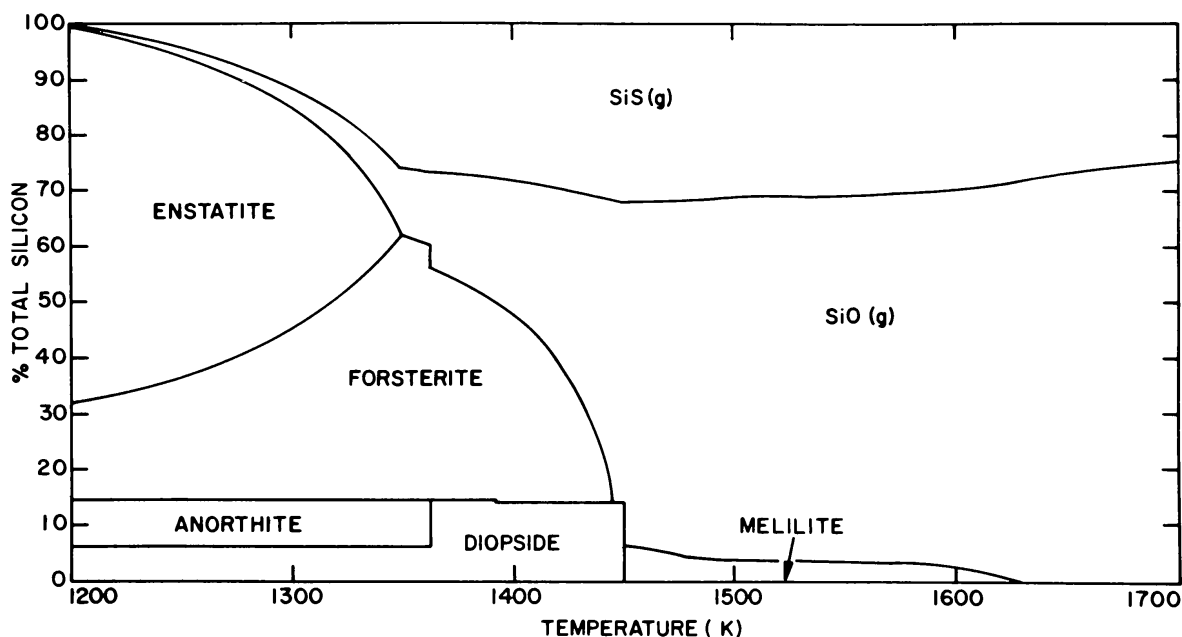 100
90
80
70
60
50
40
30
20
10
0
% TOTAL SILICON
SiS (g)
ENSTATITE
SiO (g)
FORSTERITE
ANORTHITE
DIOPSIDE
MELILITE
1200 1300 1400 1500 1600 1700
TEMPERATURE ( K)